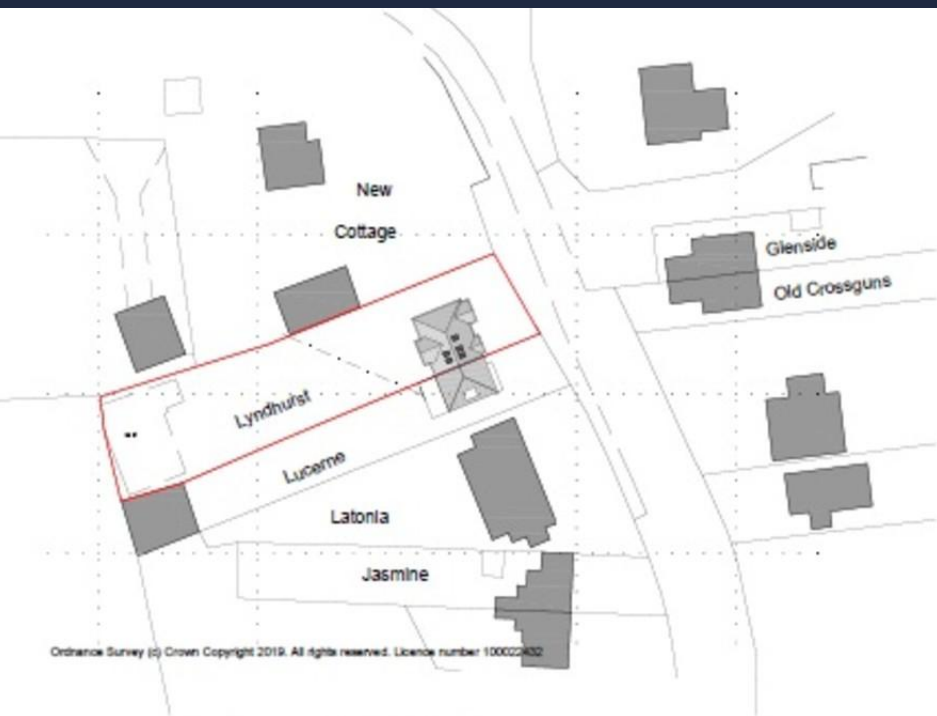 New
Cottage
Glenside
Old Crossguns
Lyndhurst
Lucerne
Latonia
Jasmine
Ordnance Survey (c) Crown Copyright 2019. All rights reserved. Licence number 100022432